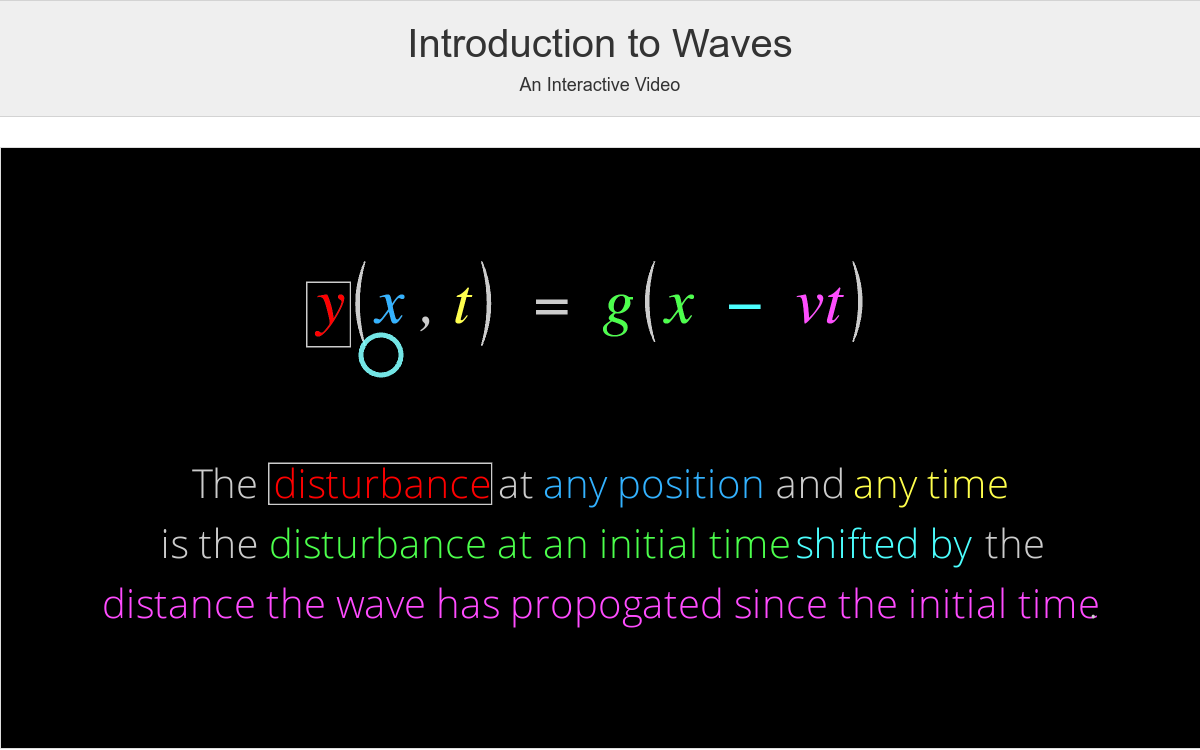 Introduction to Waves
An Interactive Video
y(x, t) = g(x − vt)
The disturbance at any position and any time
is the disturbance at an initial time shifted by the
distance the wave has propogated since the initial time.